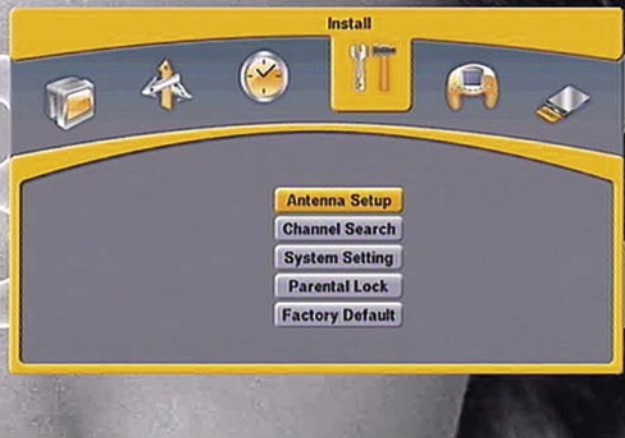 Install
Antenna Setup
Channel Search
System Setting
Parental Lock
Factory Default